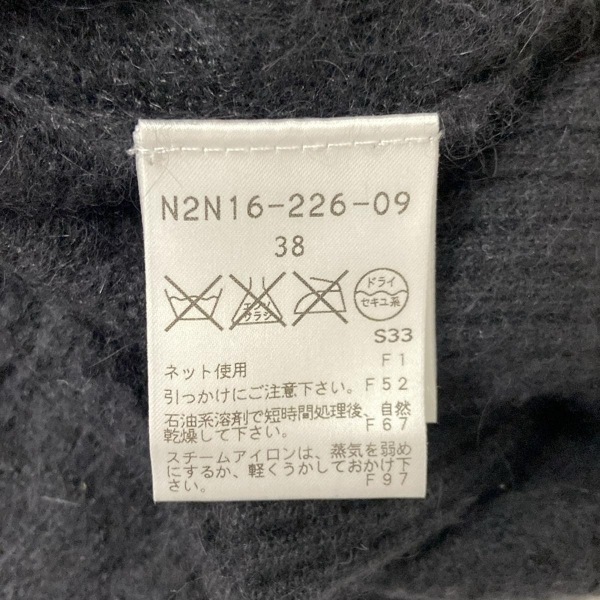 N2N16-226-09
38
エンソ
サラシ
ドライ
セキユ系
S33
ネット使用 F1
引っかけにご注意下さい。F52
石油系溶剤で短時間処理後、自然
乾燥して下さい。 F67
スチームアイロンは、蒸気を弱め
にするか、軽くうかしておかけ下
さい。 F97